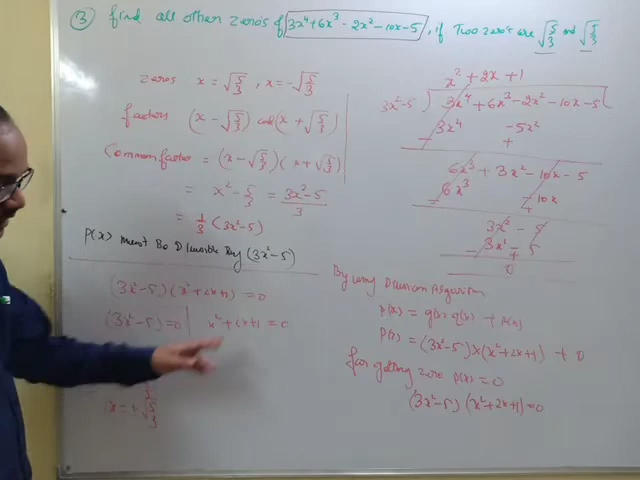 ③ find all other zero's of 3x⁴+6x³-2x²-10x-5, if Two zero's are √5/3 and √5/3
zeros x = √5/3, x = -√5/3
factors (x - √5/3) and (x + √5/3)
Common factor = (x - √5/3)(x + √5/3)
= x² - 5/3 = 3x²-5/3
= 1/3 (3x²-5)
P(x) must Be Divisible By (3x²-5)
(3x²-5)(x²+2x+1) = 0
(3x²-5)=0 | x²+2x+1=0
x=+√5/3
x² + 2x + 1
3x²-5 ) 3x⁴+6x³-2x²-10x-5
3x⁴ -5x²
- +
6x³+3x²-10x-5
6x³ -10x
- +
3x² - 5
- 3x² + 5
0
By using Division Algorithm
P(x) = g(x) q(x) + r(x)
P(x) = (3x²-5)×(x²+2x+1) + 0
for getting zero p(x) = 0
(3x²-5)(x²+2x+1)=0